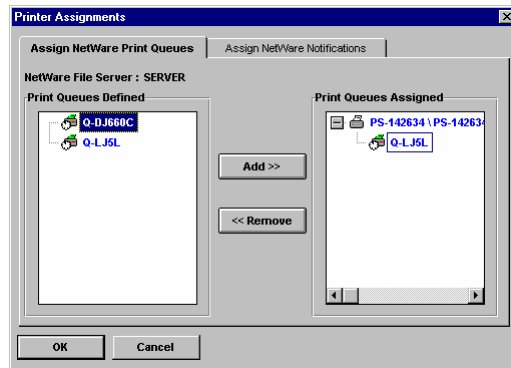 Printer Assignments
Assign NetWare Print Queues
Assign NetWare Notifications
NetWare File Server : SERVER
Print Queues Defined
Q-DJ660C
Q-LJ5L
Add >>
<< Remove
Print Queues Assigned
PS-142634 \ PS-142634
Q-LJ5L
OK
Cancel